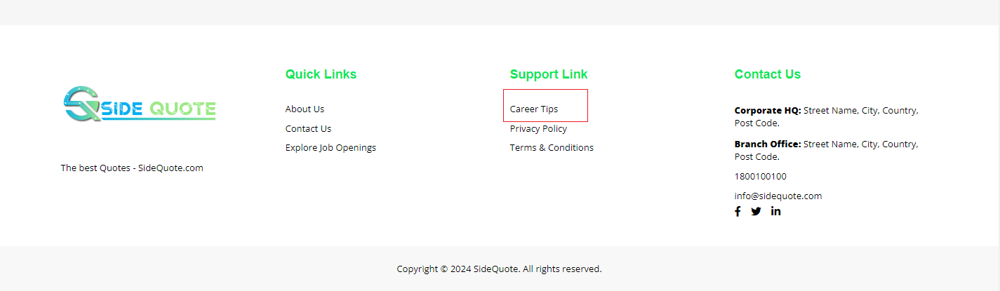 SIDE QUOTE
The best Quotes - SideQuote.com
Quick Links
About Us
Contact Us
Explore Job Openings
Support Link
Career Tips
Privacy Policy
Terms & Conditions
Contact Us
Corporate HQ: Street Name, City, Country,
Post Code.
Branch Office: Street Name, City, Country,
Post Code.
1800100100
info@sidequote.com
Copyright © 2024 SideQuote. All rights reserved.